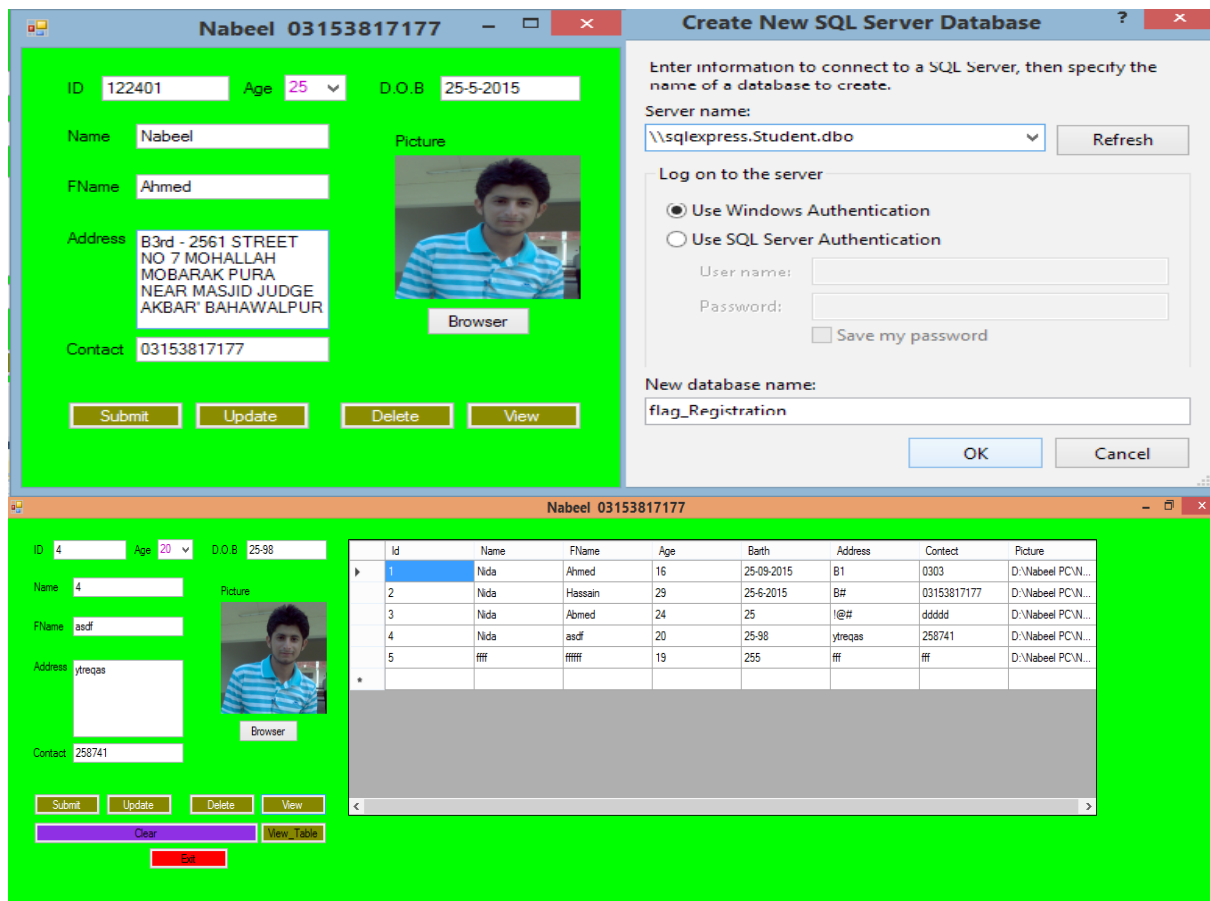 Nabeel 03153817177
ID 122401 Age 25 D.O.B 25-5-2015
Name Nabeel
Picture
FName Ahmed
Address B3rd - 2561 STREET
NO 7 MOHALLAH
MOBARAK PURA
NEAR MASJID JUDGE
AKBAR" BAHAWALPUR
Browser
Contact 03153817177
Submit Update Delete View
Create New SQL Server Database ?
Enter information to connect to a SQL Server, then specify the
name of a database to create.
Server name:
\\sqlexpress.Student.dbo Refresh
Log on to the server
Use Windows Authentication
Use SQL Server Authentication
User name:
Password:
Save my password
New database name:
flag_Registration
OK Cancel
Nabeel 03153817177
ID 4 Age 20 D.O.B 25-98
Name 4
Picture
FName asdf
Address ytreqas
Browser
Contact 258741
Submit Update Delete View
Clear View_Table
Exit
Id Name FName Age Barth Address Contect Picture
1 Nida Ahmed 16 25-09-2015 B1 0303 D:\Nabeel PC\N...
2 Nida Hassain 29 25-6-2015 B# 03153817177 D:\Nabeel PC\N...
3 Nida Abmed 24 25 !@# ddddd D:\Nabeel PC\N...
4 Nida asdf 20 25-98 ytreqas 258741 D:\Nabeel PC\N...
5 ffff ffffff 19 255 fff fff D:\Nabeel PC\N...